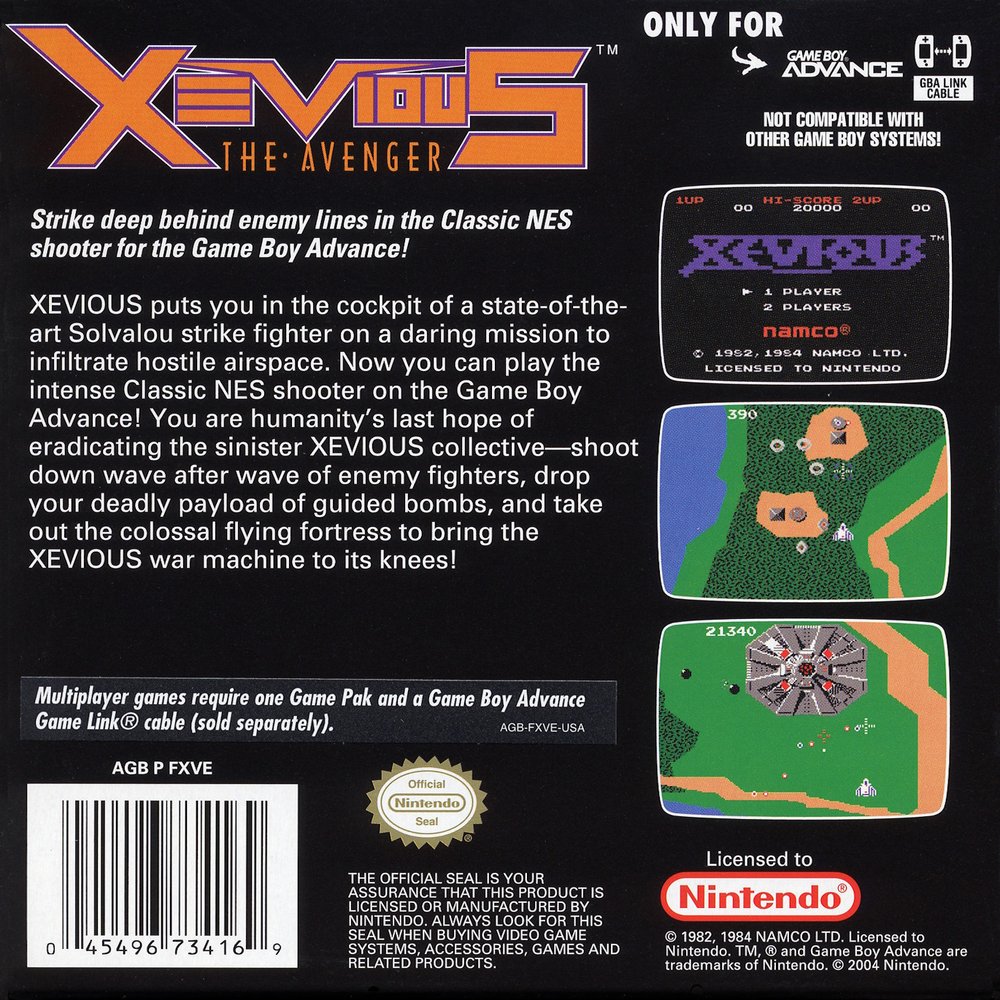 XEVIOUS™
THE·AVENGER
ONLY FOR
GAME BOY
ADVANCE
GBA LINK
CABLE
NOT COMPATIBLE WITH
OTHER GAME BOY SYSTEMS!
Strike deep behind enemy lines in the Classic NES
shooter for the Game Boy Advance!
XEVIOUS puts you in the cockpit of a state-of-the-
art Solvalou strike fighter on a daring mission to
infiltrate hostile airspace. Now you can play the
intense Classic NES shooter on the Game Boy
Advance! You are humanity's last hope of
eradicating the sinister XEVIOUS collective—shoot
down wave after wave of enemy fighters, drop
your deadly payload of guided bombs, and take
out the colossal flying fortress to bring the
XEVIOUS war machine to its knees!
1UP HI-SCORE 2UP
00 20000 00
XEVIOUS™
1 PLAYER
2 PLAYERS
namco®
© 1982, 1984 NAMCO LTD.
LICENSED TO NINTENDO
390
21340
Multiplayer games require one Game Pak and a Game Boy Advance
Game Link® cable (sold separately).
AGB-FXVE-USA
AGB P FXVE
0 45496 73416 9
Official
Nintendo
Seal
®
THE OFFICIAL SEAL IS YOUR
ASSURANCE THAT THIS PRODUCT IS
LICENSED OR MANUFACTURED BY
NINTENDO. ALWAYS LOOK FOR THIS
SEAL WHEN BUYING VIDEO GAME
SYSTEMS, ACCESSORIES, GAMES AND
RELATED PRODUCTS.
Licensed to
Nintendo®
© 1982, 1984 NAMCO LTD. Licensed to
Nintendo. TM, ® and Game Boy Advance are
trademarks of Nintendo. © 2004 Nintendo.